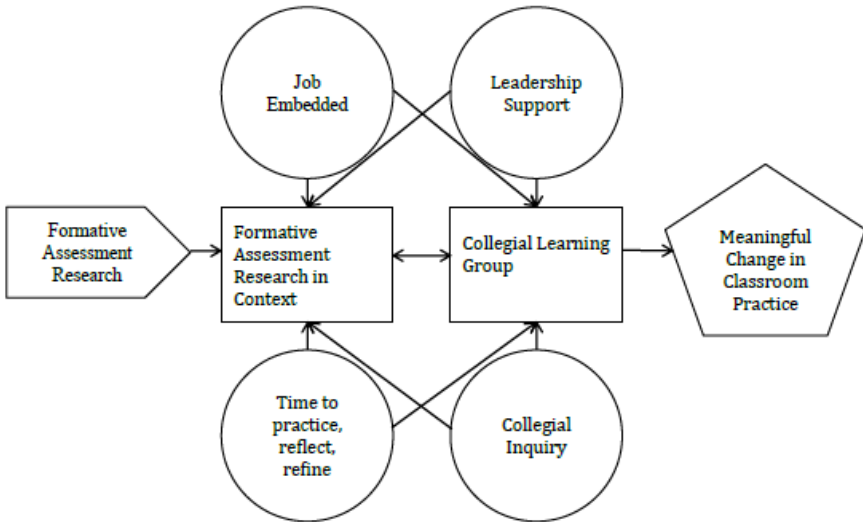 Job
Embedded
Leadership
Support
Formative
Assessment
Research
Formative
Assessment
Research in
Context
Collegial Learning
Group
Meaningful
Change in
Classroom
Practice
Time to
practice,
reflect,
refine
Collegial
Inquiry